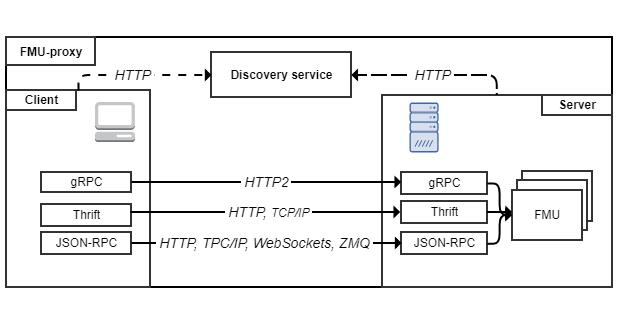 FMU-proxy
HTTP
Discovery service
HTTP
Client
Server
gRPC
HTTP2
gRPC
Thrift
HTTP, TCP/IP
Thrift
FMU
JSON-RPC
HTTP, TPC/IP, WebSockets, ZMQ
JSON-RPC